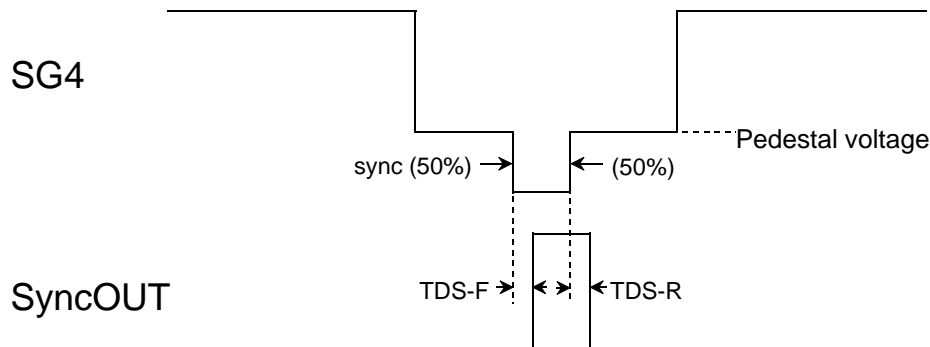 SG4
Pedestal voltage
sync (50%)
(50%)
TDS-F
TDS-R
SyncOUT